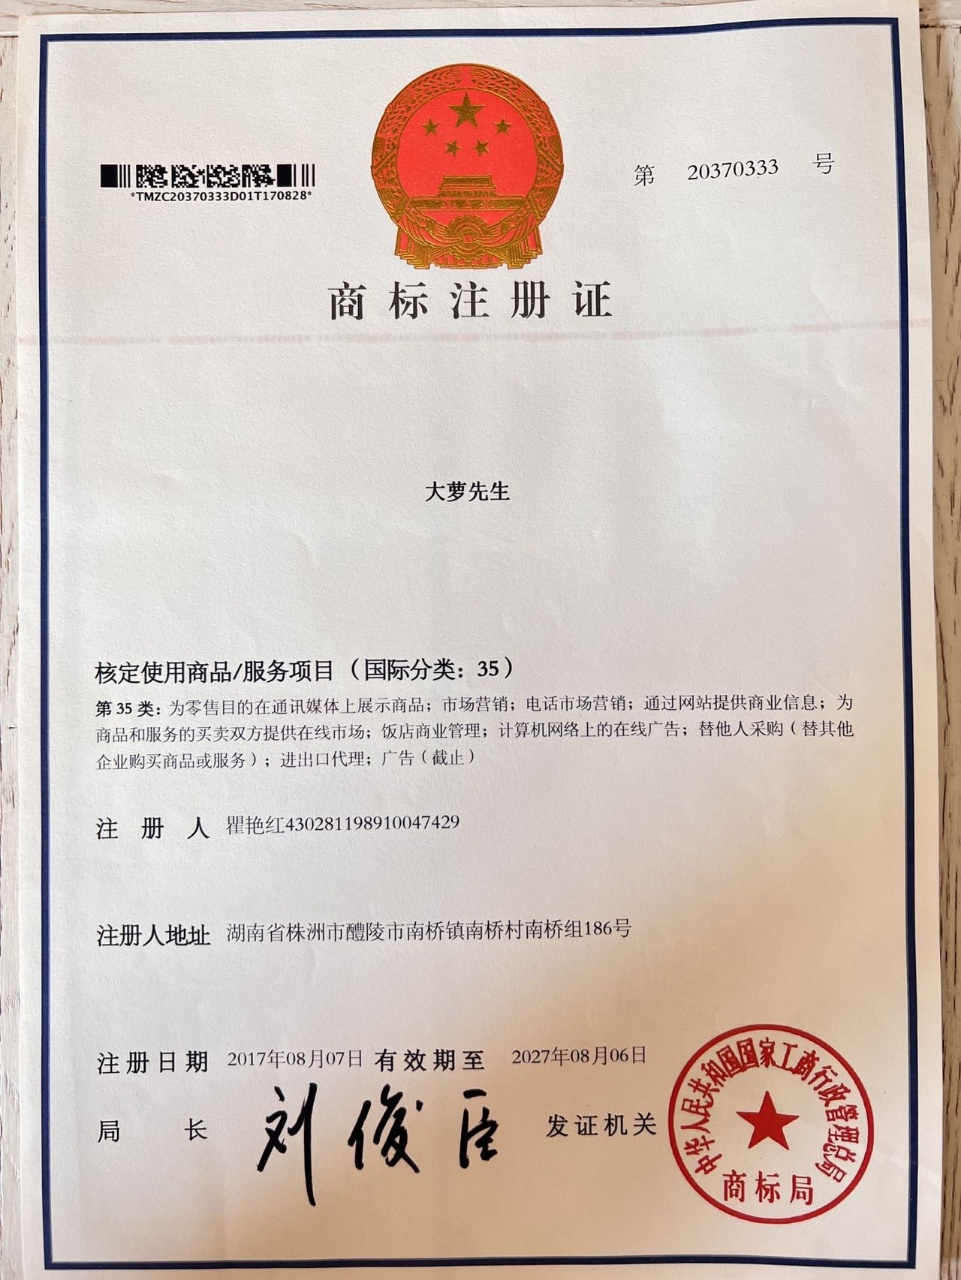 *TMZC20370333D01T170828*
第 20370333 号
商标注册证
大萝先生
核定使用商品/服务项目（国际分类：35）
第 35 类：为零售目的在通讯媒体上展示商品；市场营销；电话市场营销；通过网站提供商业信息；为
商品和服务的买卖双方提供在线市场；饭店商业管理；计算机网络上的在线广告；替他人采购（替其他
企业购买商品或服务）；进出口代理；广告（截止）
注 册 人 瞿艳红430281198910047429
注册人地址 湖南省株洲市醴陵市南桥镇南桥村南桥组186号
注册日期 2017年08月07日 有效期至 2027年08月06日
局 长 刘俊臣 发证机关
中华人民共和国国家工商行政管理总局
商标局